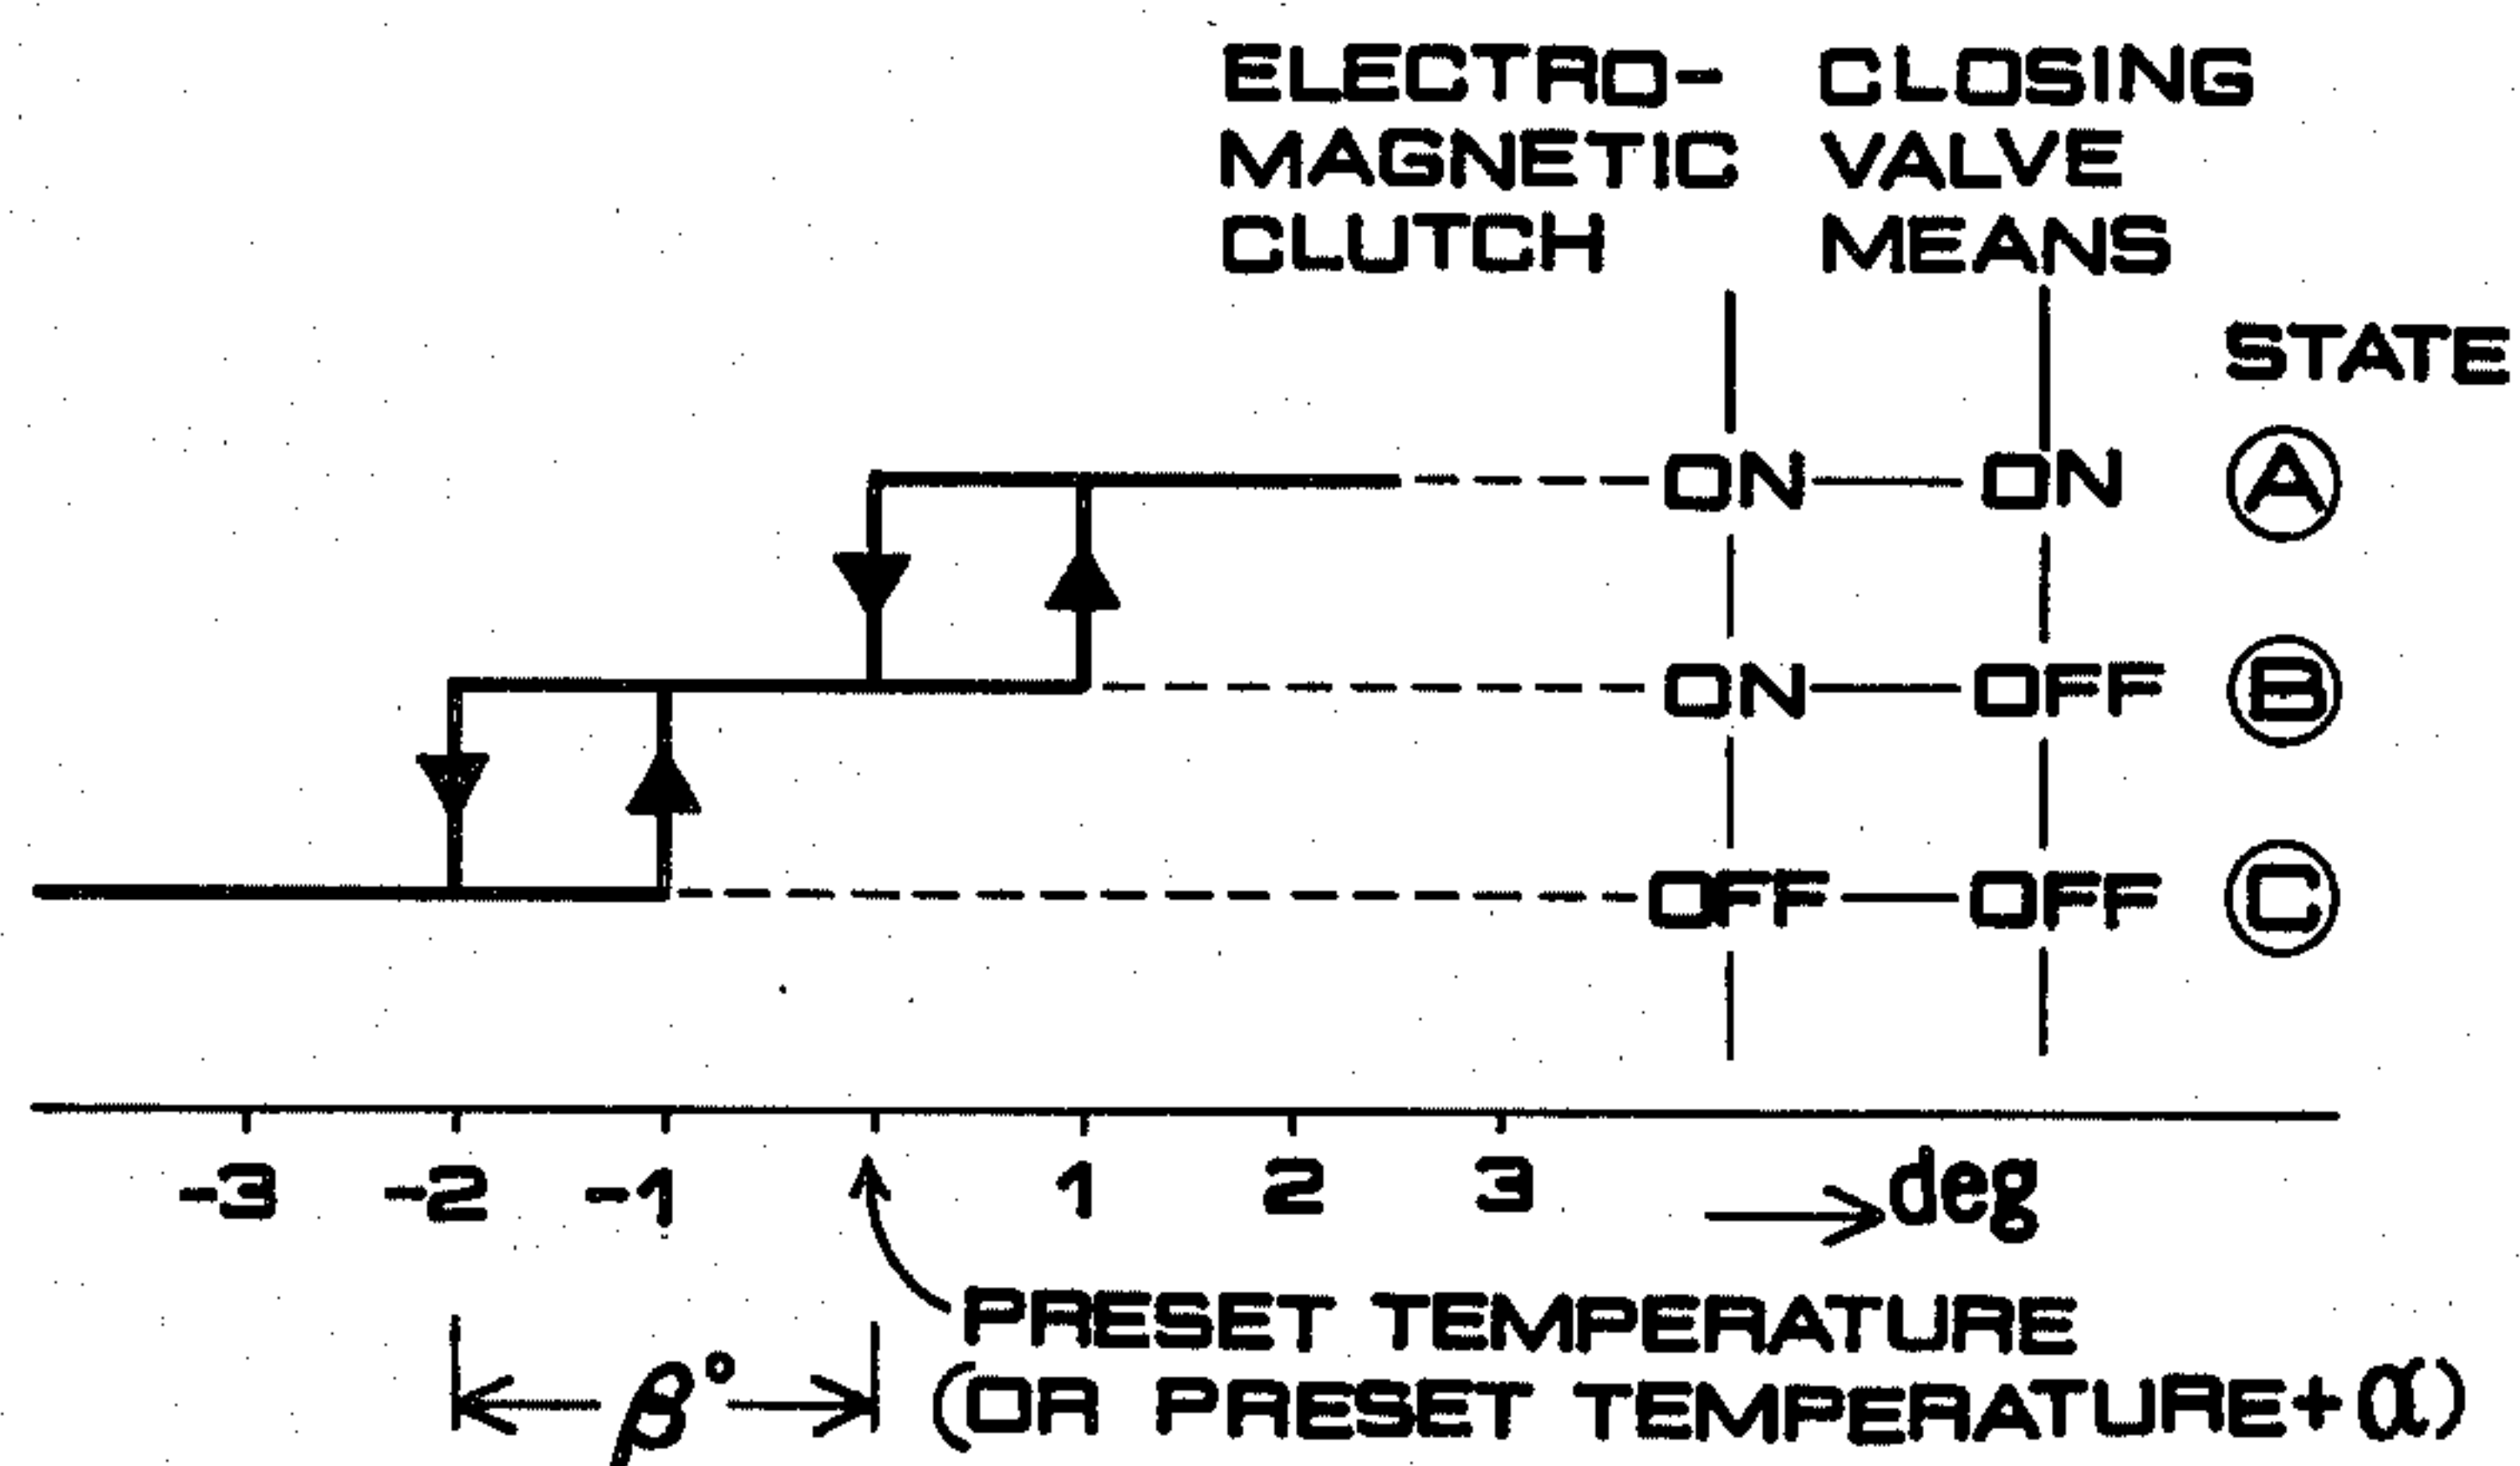 ELECTRO-
MAGNETIC
CLUTCH
CLOSING
VALVE
MEANS
STATE
ON ON A
ON OFF B
OFF OFF C
-3 -2 -1 1 2 3 deg
PRESET TEMPERATURE
β° (OR PRESET TEMPERATURE+α)